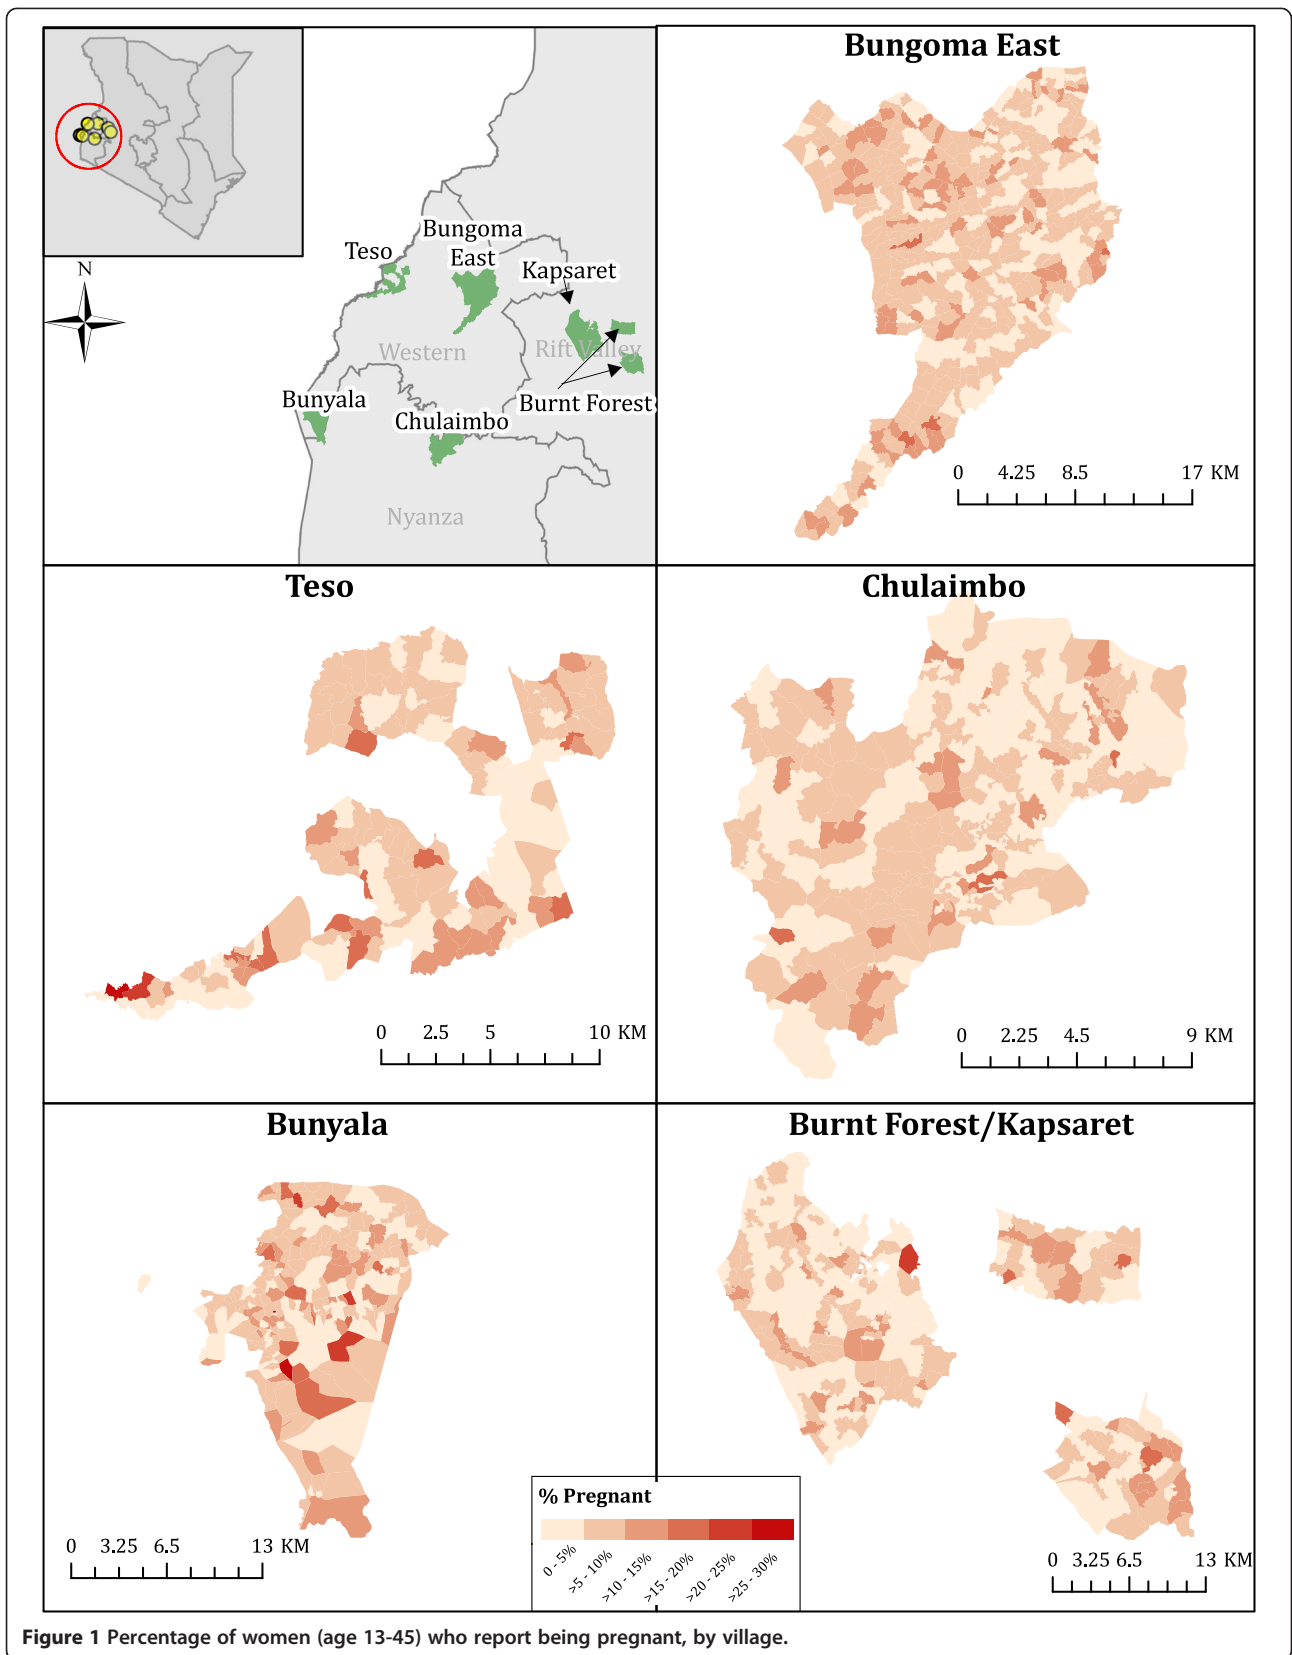 N
Teso
Bungoma
East
Kapsaret
Western
Rift Valley
Bunyala
Chulaimbo
Burnt Forest
Nyanza
Bungoma East
0 4.25 8.5 17 KM
Teso
0 2.5 5 10 KM
Chulaimbo
0 2.25 4.5 9 KM
Bunyala
0 3.25 6.5 13 KM
Burnt Forest/Kapsaret
0 3.25 6.5 13 KM
% Pregnant
0 - 5%
>5 - 10%
>10 - 15%
>15 - 20%
>20 - 25%
>25 - 30%
Figure 1 Percentage of women (age 13-45) who report being pregnant, by village.